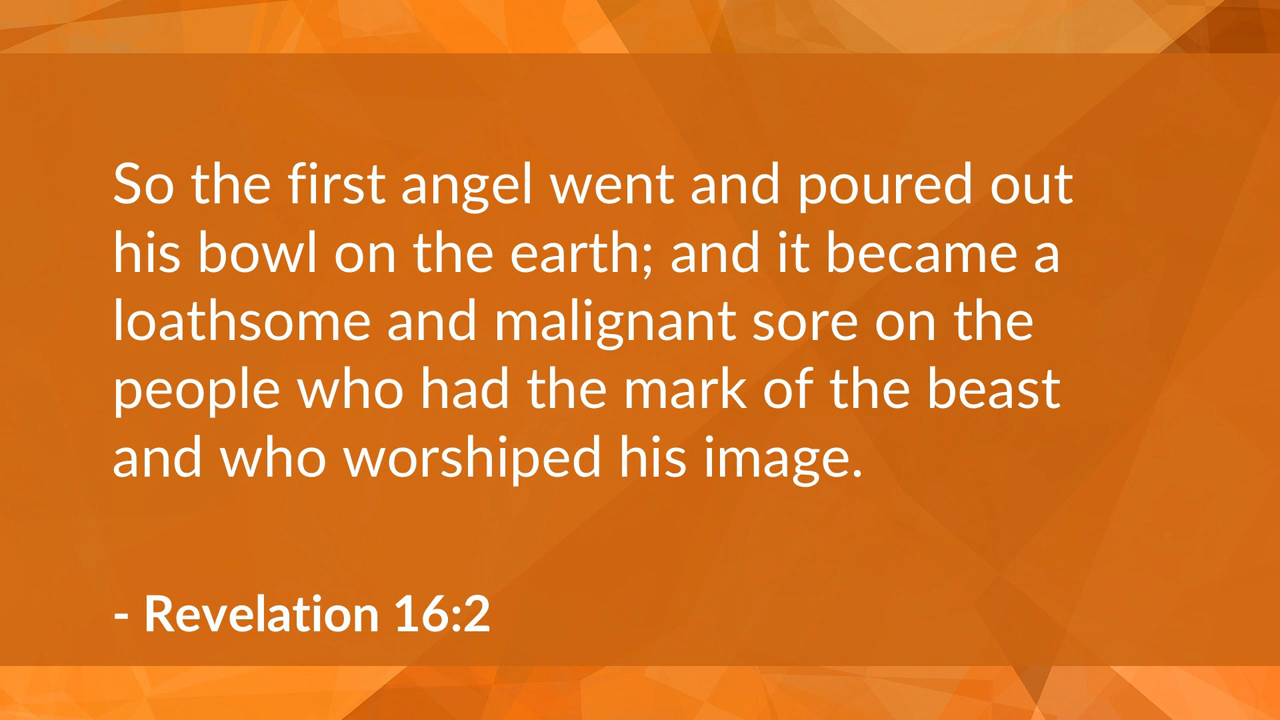 So the first angel went and poured out
his bowl on the earth; and it became a
loathsome and malignant sore on the
people who had the mark of the beast
and who worshiped his image.
- Revelation 16:2